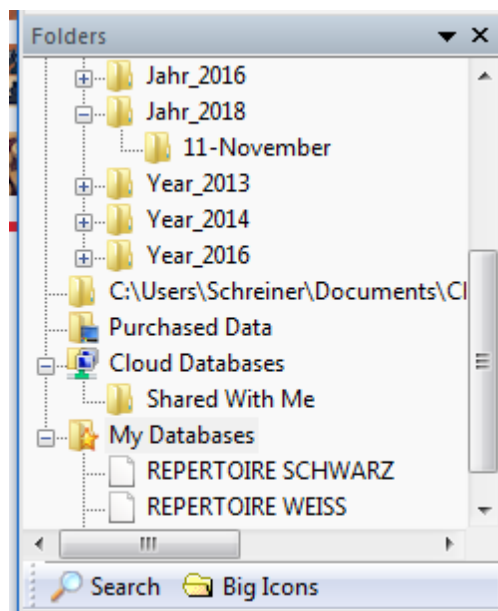 Folders
Jahr_2016
Jahr_2018
11-November
Year_2013
Year_2014
Year_2016
C:\Users\Schreiner\Documents\Cl
Purchased Data
Cloud Databases
Shared With Me
My Databases
REPERTOIRE SCHWARZ
REPERTOIRE WEISS
Search Big Icons